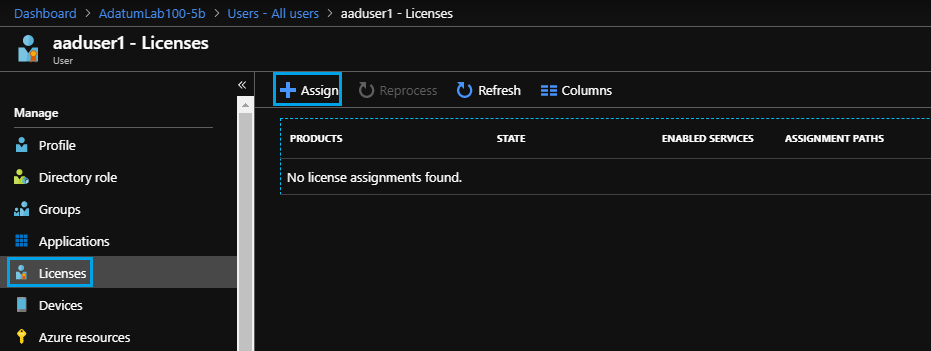 Dashboard > AdatumLab100-5b > Users - All users > aaduser1 - Licenses
aaduser1 - Licenses
User
«
Manage
Profile
Directory role
Groups
Applications
Licenses
Devices
Azure resources
Assign Reprocess Refresh Columns
PRODUCTS STATE ENABLED SERVICES ASSIGNMENT PATHS
No license assignments found.